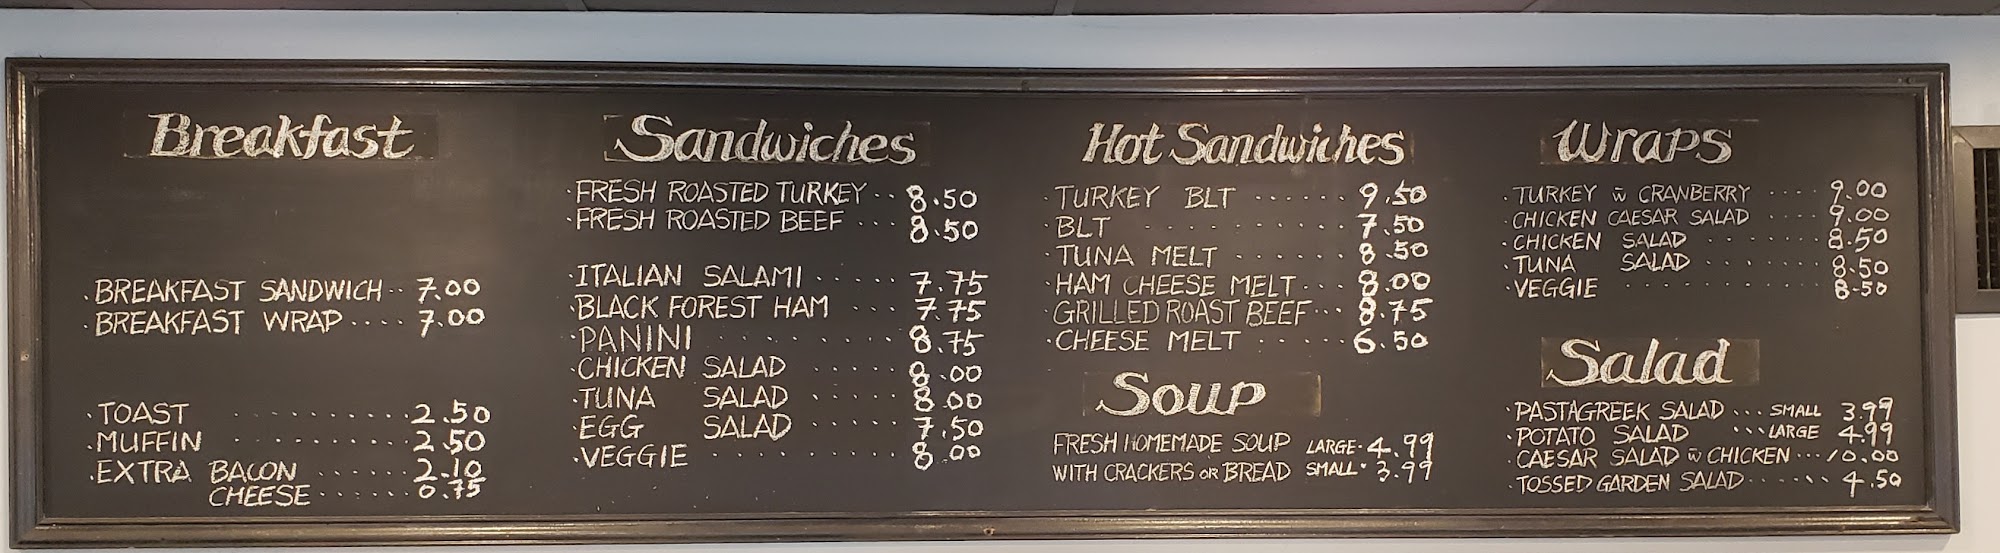 Breakfast
·BREAKFAST SANDWICH·· 7.00
·BREAKFAST WRAP···· 7.00
·TOAST ············ 2.50
·MUFFIN ··········· 2.50
·EXTRA BACON ······ 2.10
CHEESE ······ 0.75
Sandwiches
·FRESH ROASTED TURKEY·· 8.50
·FRESH ROASTED BEEF ··· 8.50
·ITALIAN SALAMI ····· 7.75
·BLACK FOREST HAM ···· 7.75
·PANINI ·········· 8.75
·CHICKEN SALAD ····· 8.00
·TUNA SALAD ····· 8.00
·EGG SALAD ····· 7.50
·VEGGIE ·········· 8.00
Hot Sandwiches
·TURKEY BLT ······ 9.50
·BLT ············ 7.50
·TUNA MELT ······· 8.50
·HAM CHEESE MELT··· 8.00
·GRILLED ROAST BEEF··· 8.75
·CHEESE MELT ····· 6.50
Soup
FRESH HOMEMADE SOUP LARGE· 4.99
WITH CRACKERS OR BREAD SMALL· 3.99
Wraps
·TURKEY w̄ CRANBERRY ···· 9.00
·CHICKEN CAESAR SALAD ···· 9.00
·CHICKEN SALAD ······· 8.50
·TUNA SALAD ······· 8.50
·VEGGIE ············ 8.50
Salad
·PASTAGREEK SALAD ··· SMALL 3.99
·POTATO SALAD ···LARGE 4.99
·CAESAR SALAD w̄ CHICKEN ··· 10.00
·TOSSED GARDEN SALAD······ 4.50